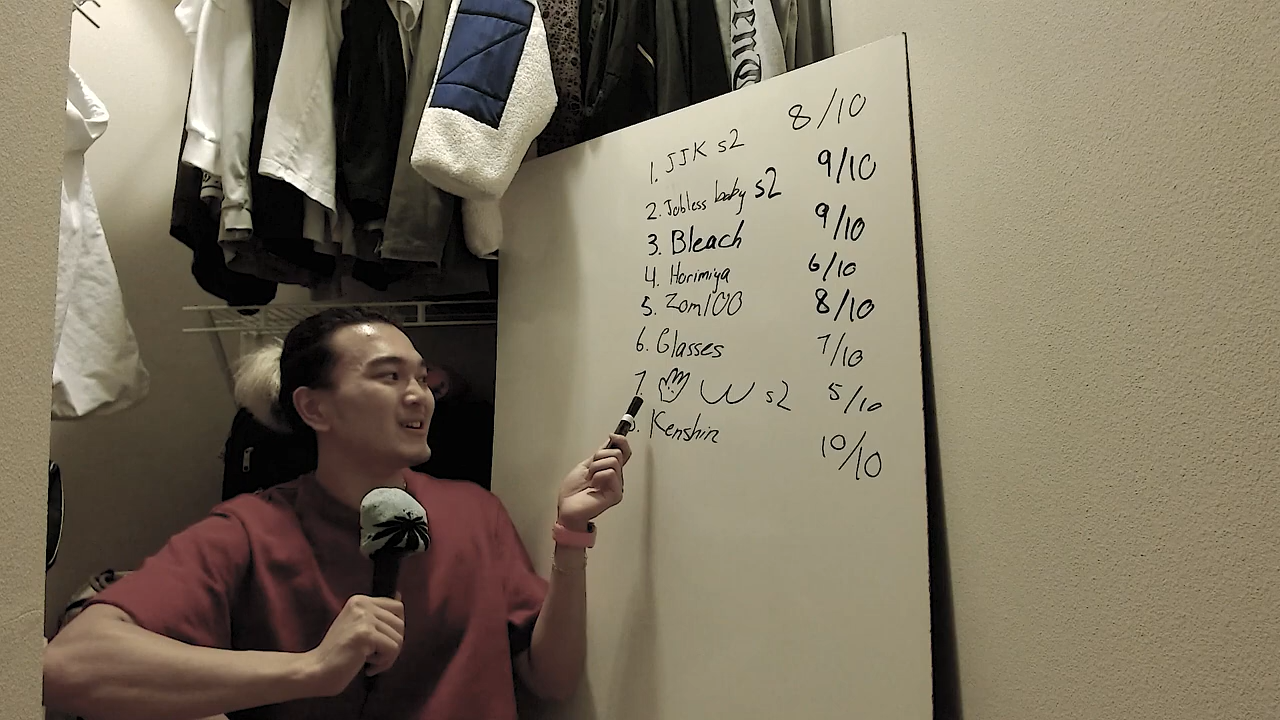 1. JJK s2 8/10
2. Jobless baby s2 9/10
3. Bleach 9/10
4. Horimiya 6/10
5. Zom100 8/10
6. Glasses 7/10
7. s2 5/10
Kenshin 10/10